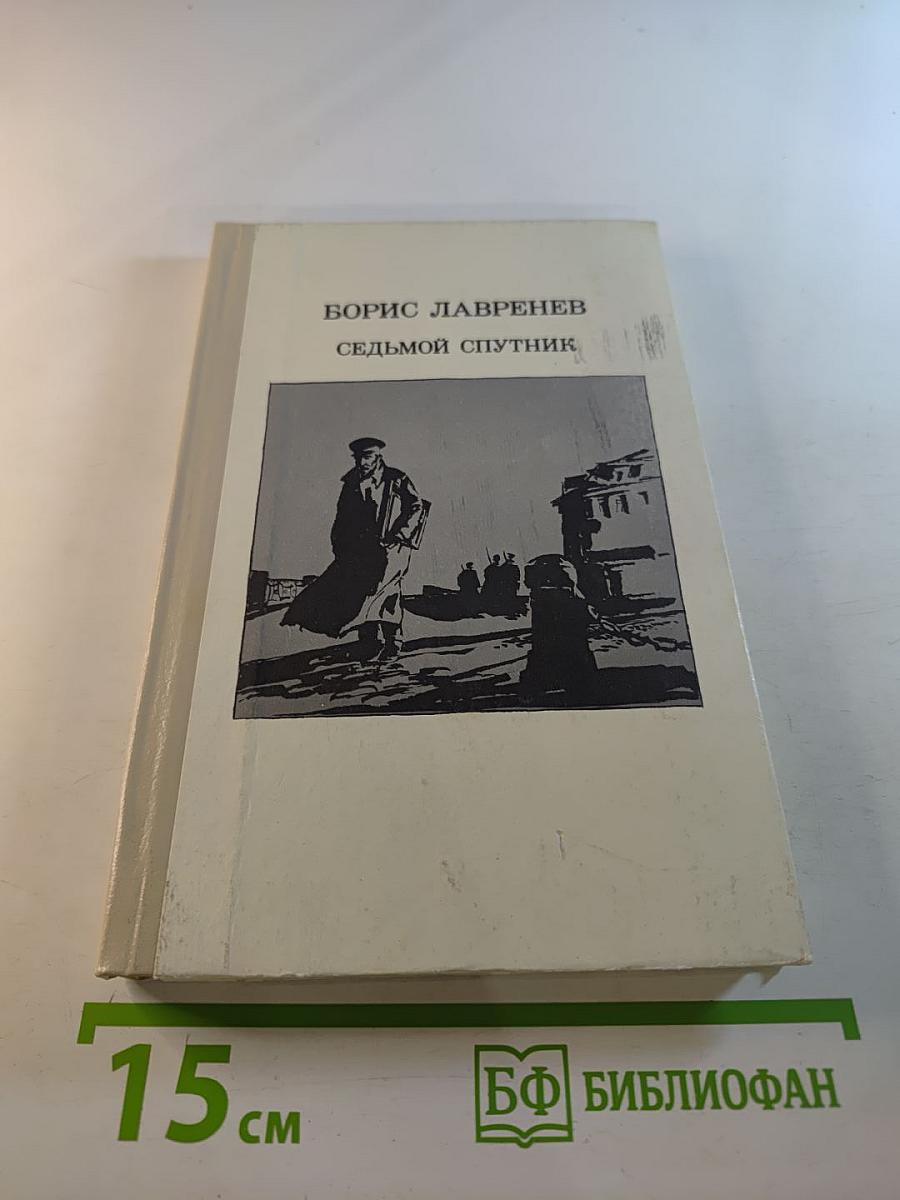 БОРИС ЛАВРЕНЕВ
СЕДЬМОЙ СПУТНИК
15 см
БФ БИБЛИОФАН